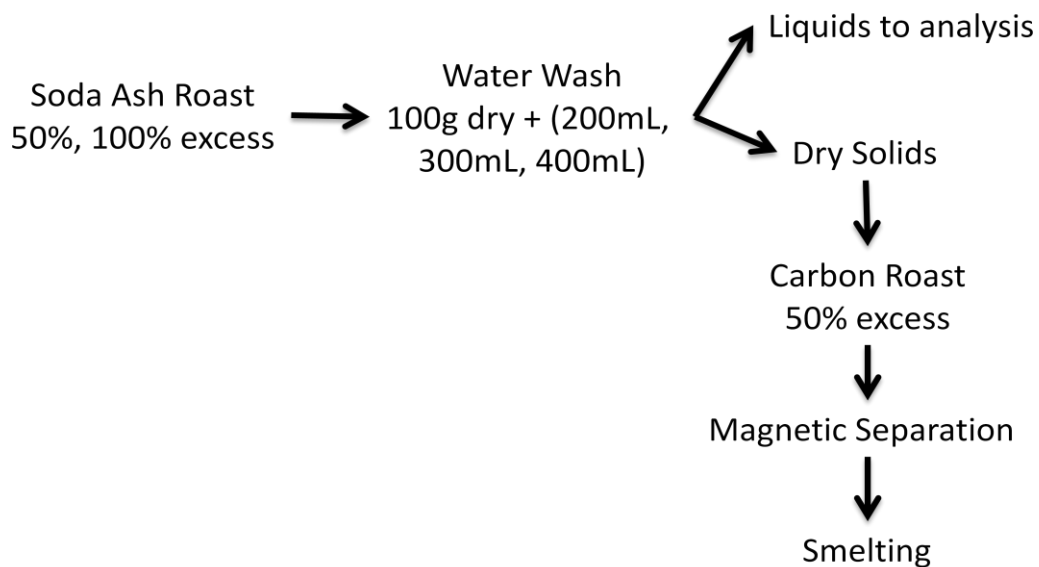 Soda Ash Roast
50%, 100% excess
Water Wash
100g dry + (200mL,
300mL, 400mL)
Liquids to analysis
Dry Solids
Carbon Roast
50% excess
Magnetic Separation
Smelting